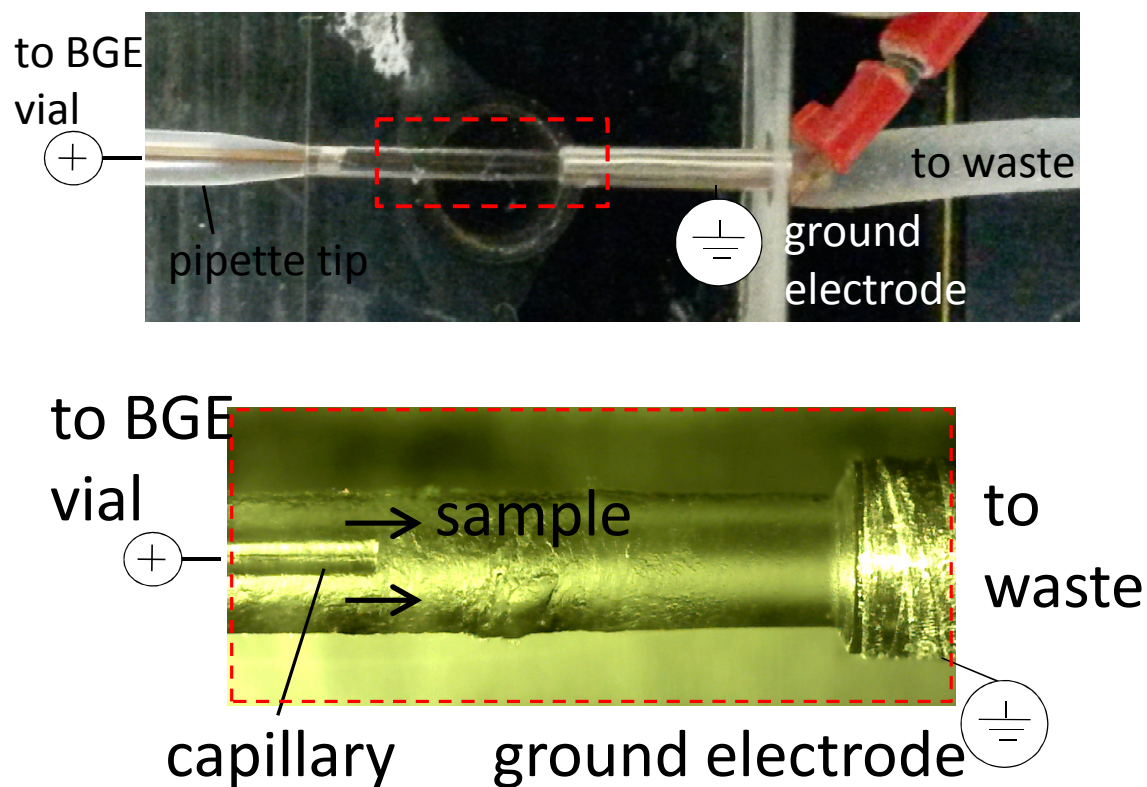 to BGE
vial
+
pipette tip
to waste
ground
electrode
to BGE
vial
+
sample
to
waste
capillary
ground electrode